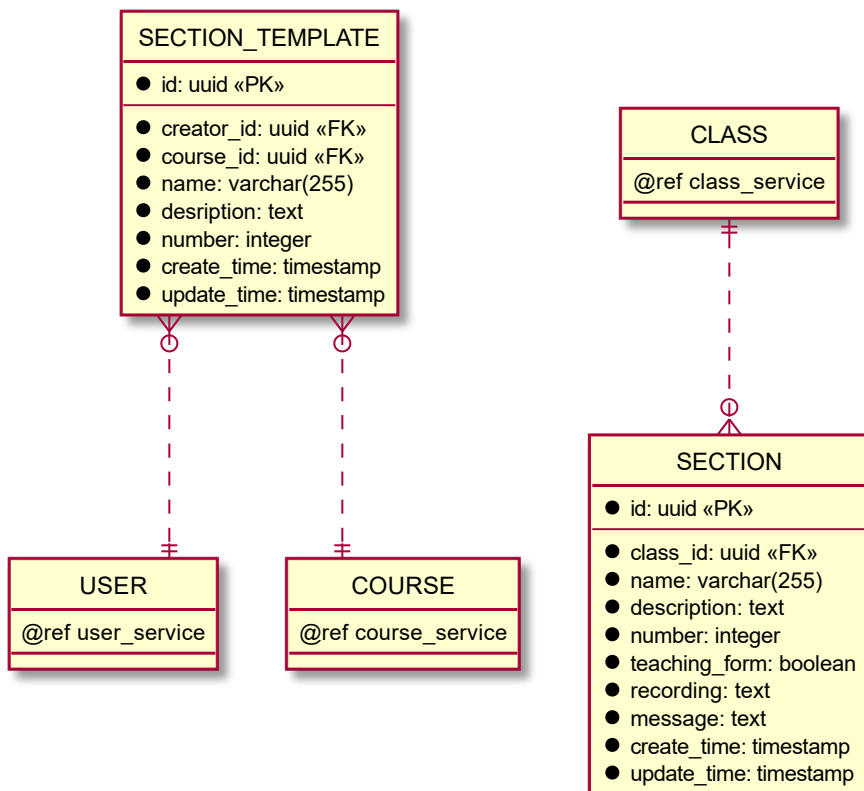 SECTION_TEMPLATE
id: uuid «PK»
creator_id: uuid «FK»
course_id: uuid «FK»
name: varchar(255)
desription: text
number: integer
create_time: timestamp
update_time: timestamp
CLASS
@ref class_service
USER
@ref user_service
COURSE
@ref course_service
SECTION
id: uuid «PK»
class_id: uuid «FK»
name: varchar(255)
description: text
number: integer
teaching_form: boolean
recording: text
message: text
create_time: timestamp
update_time: timestamp